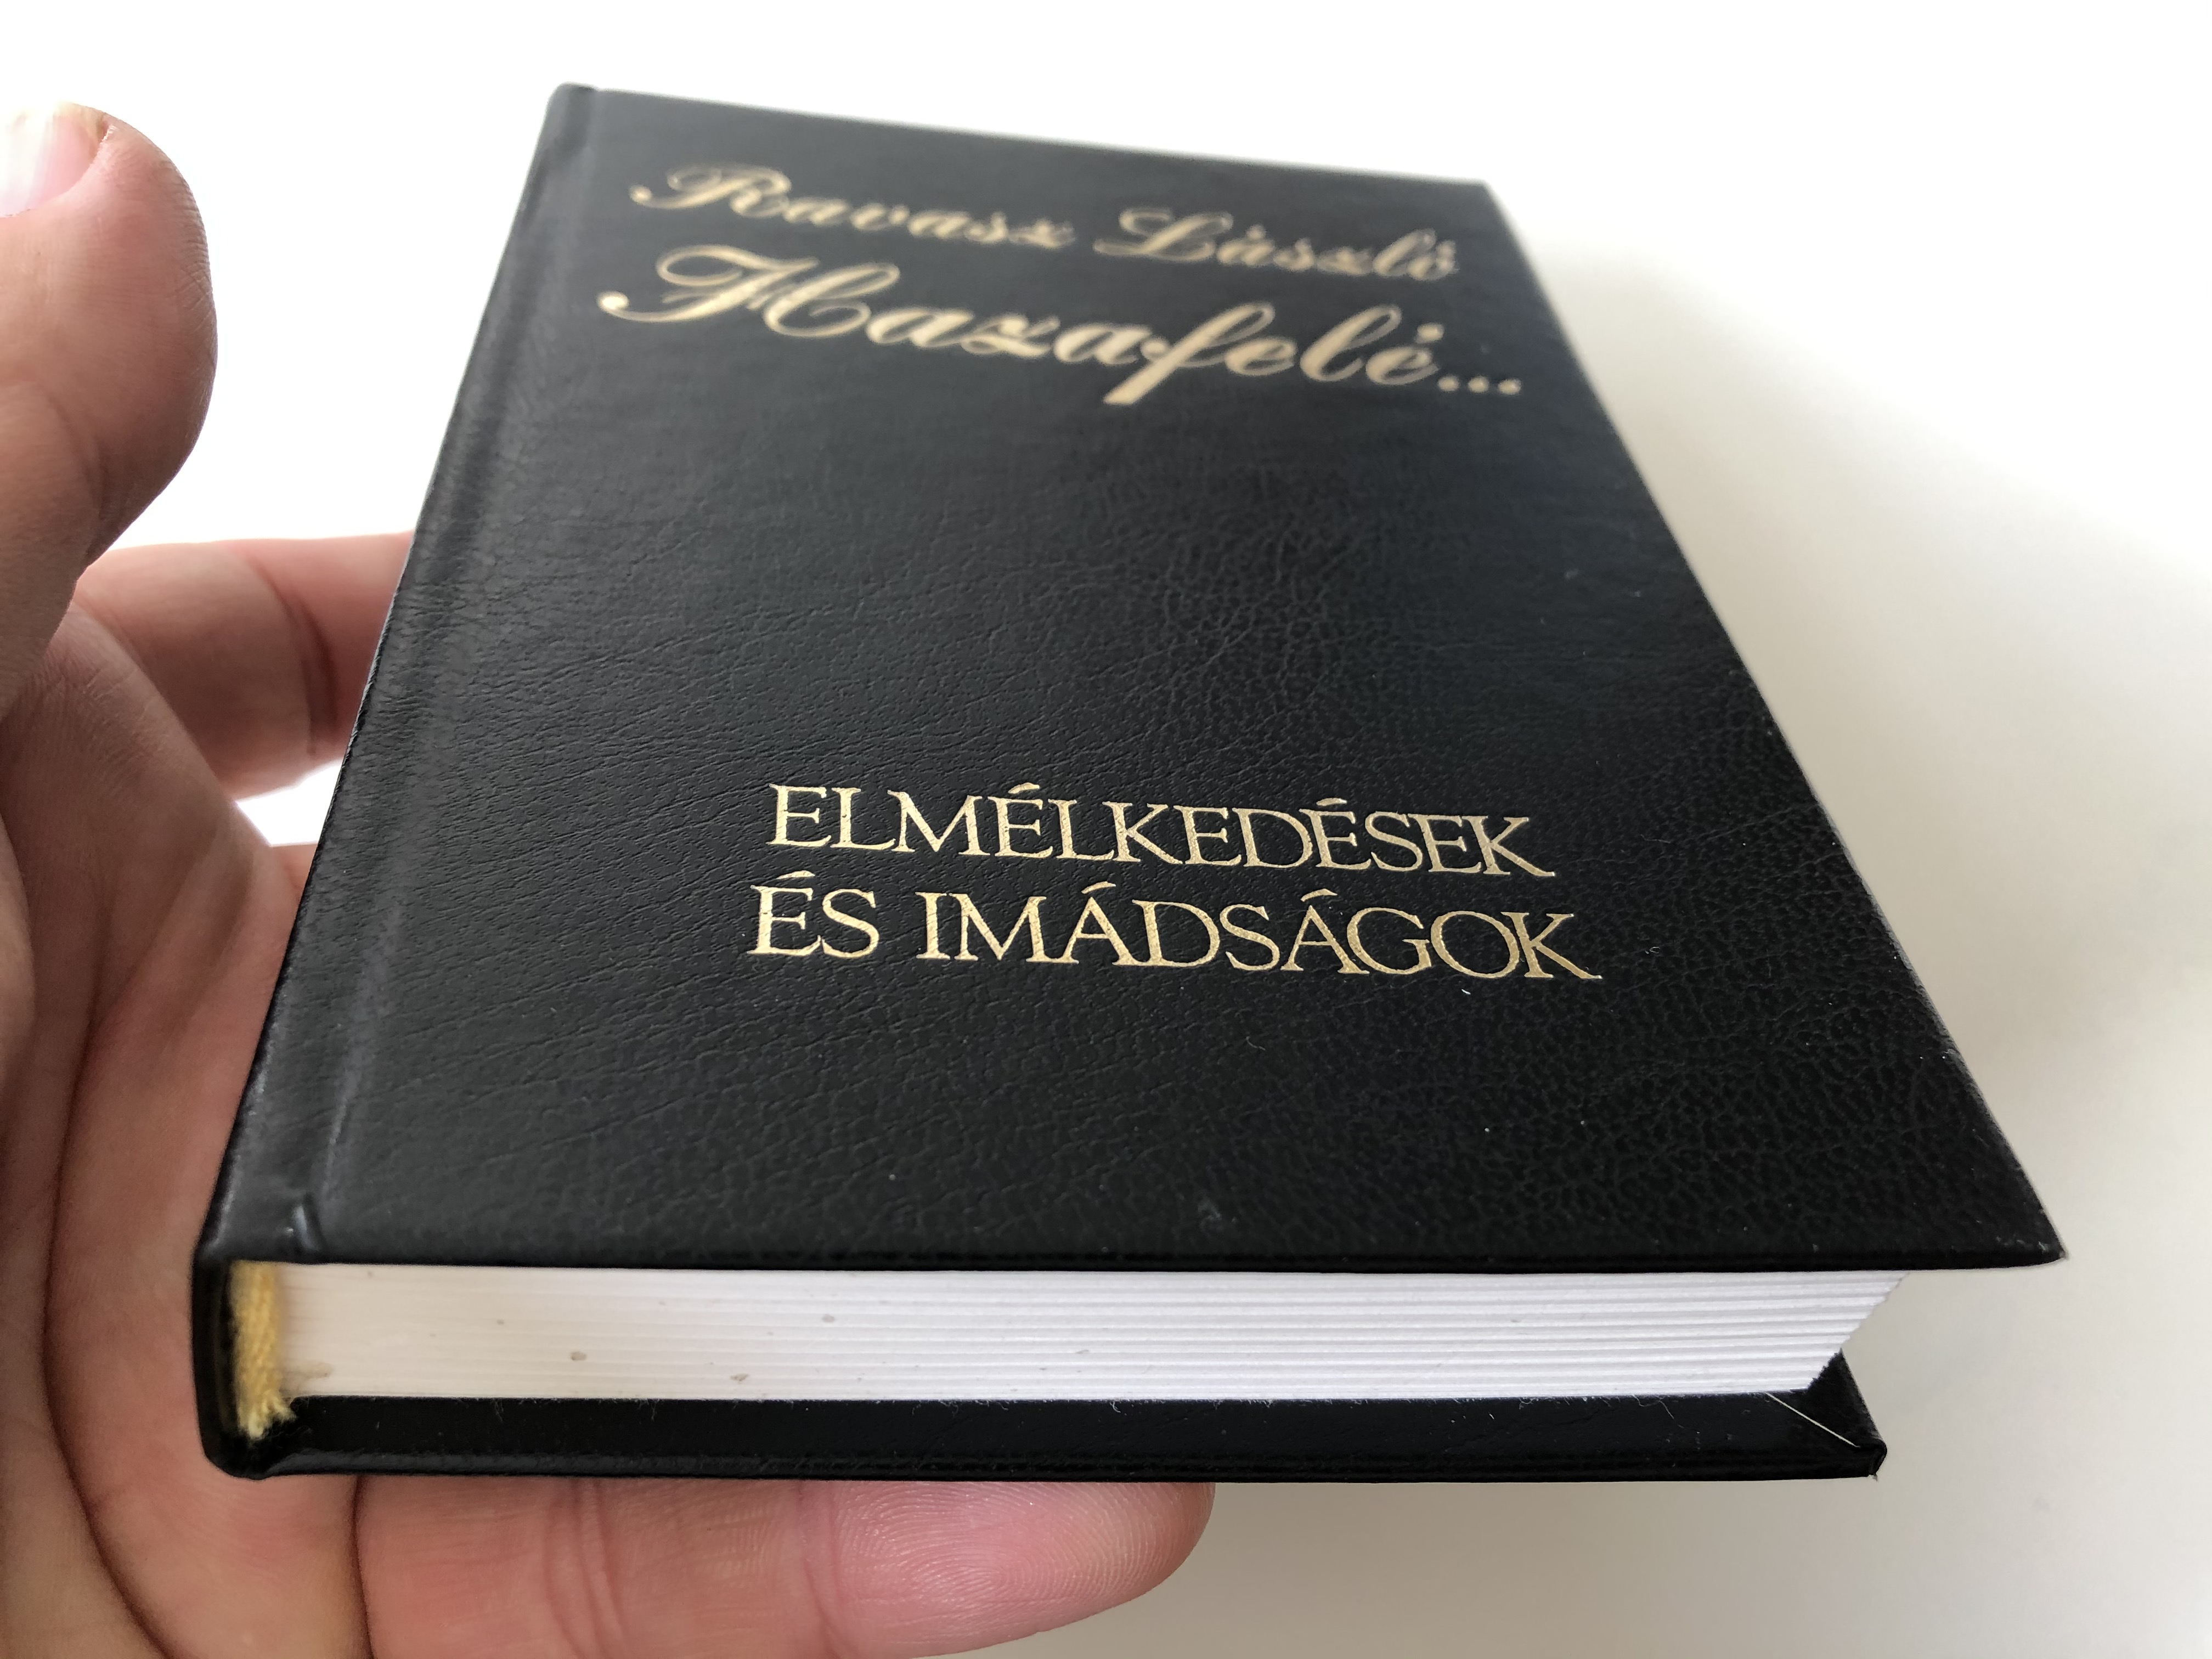 Ravasz László
Hazafelé...
ELMÉLKEDÉSEK
ÉS IMÁDSÁGOK